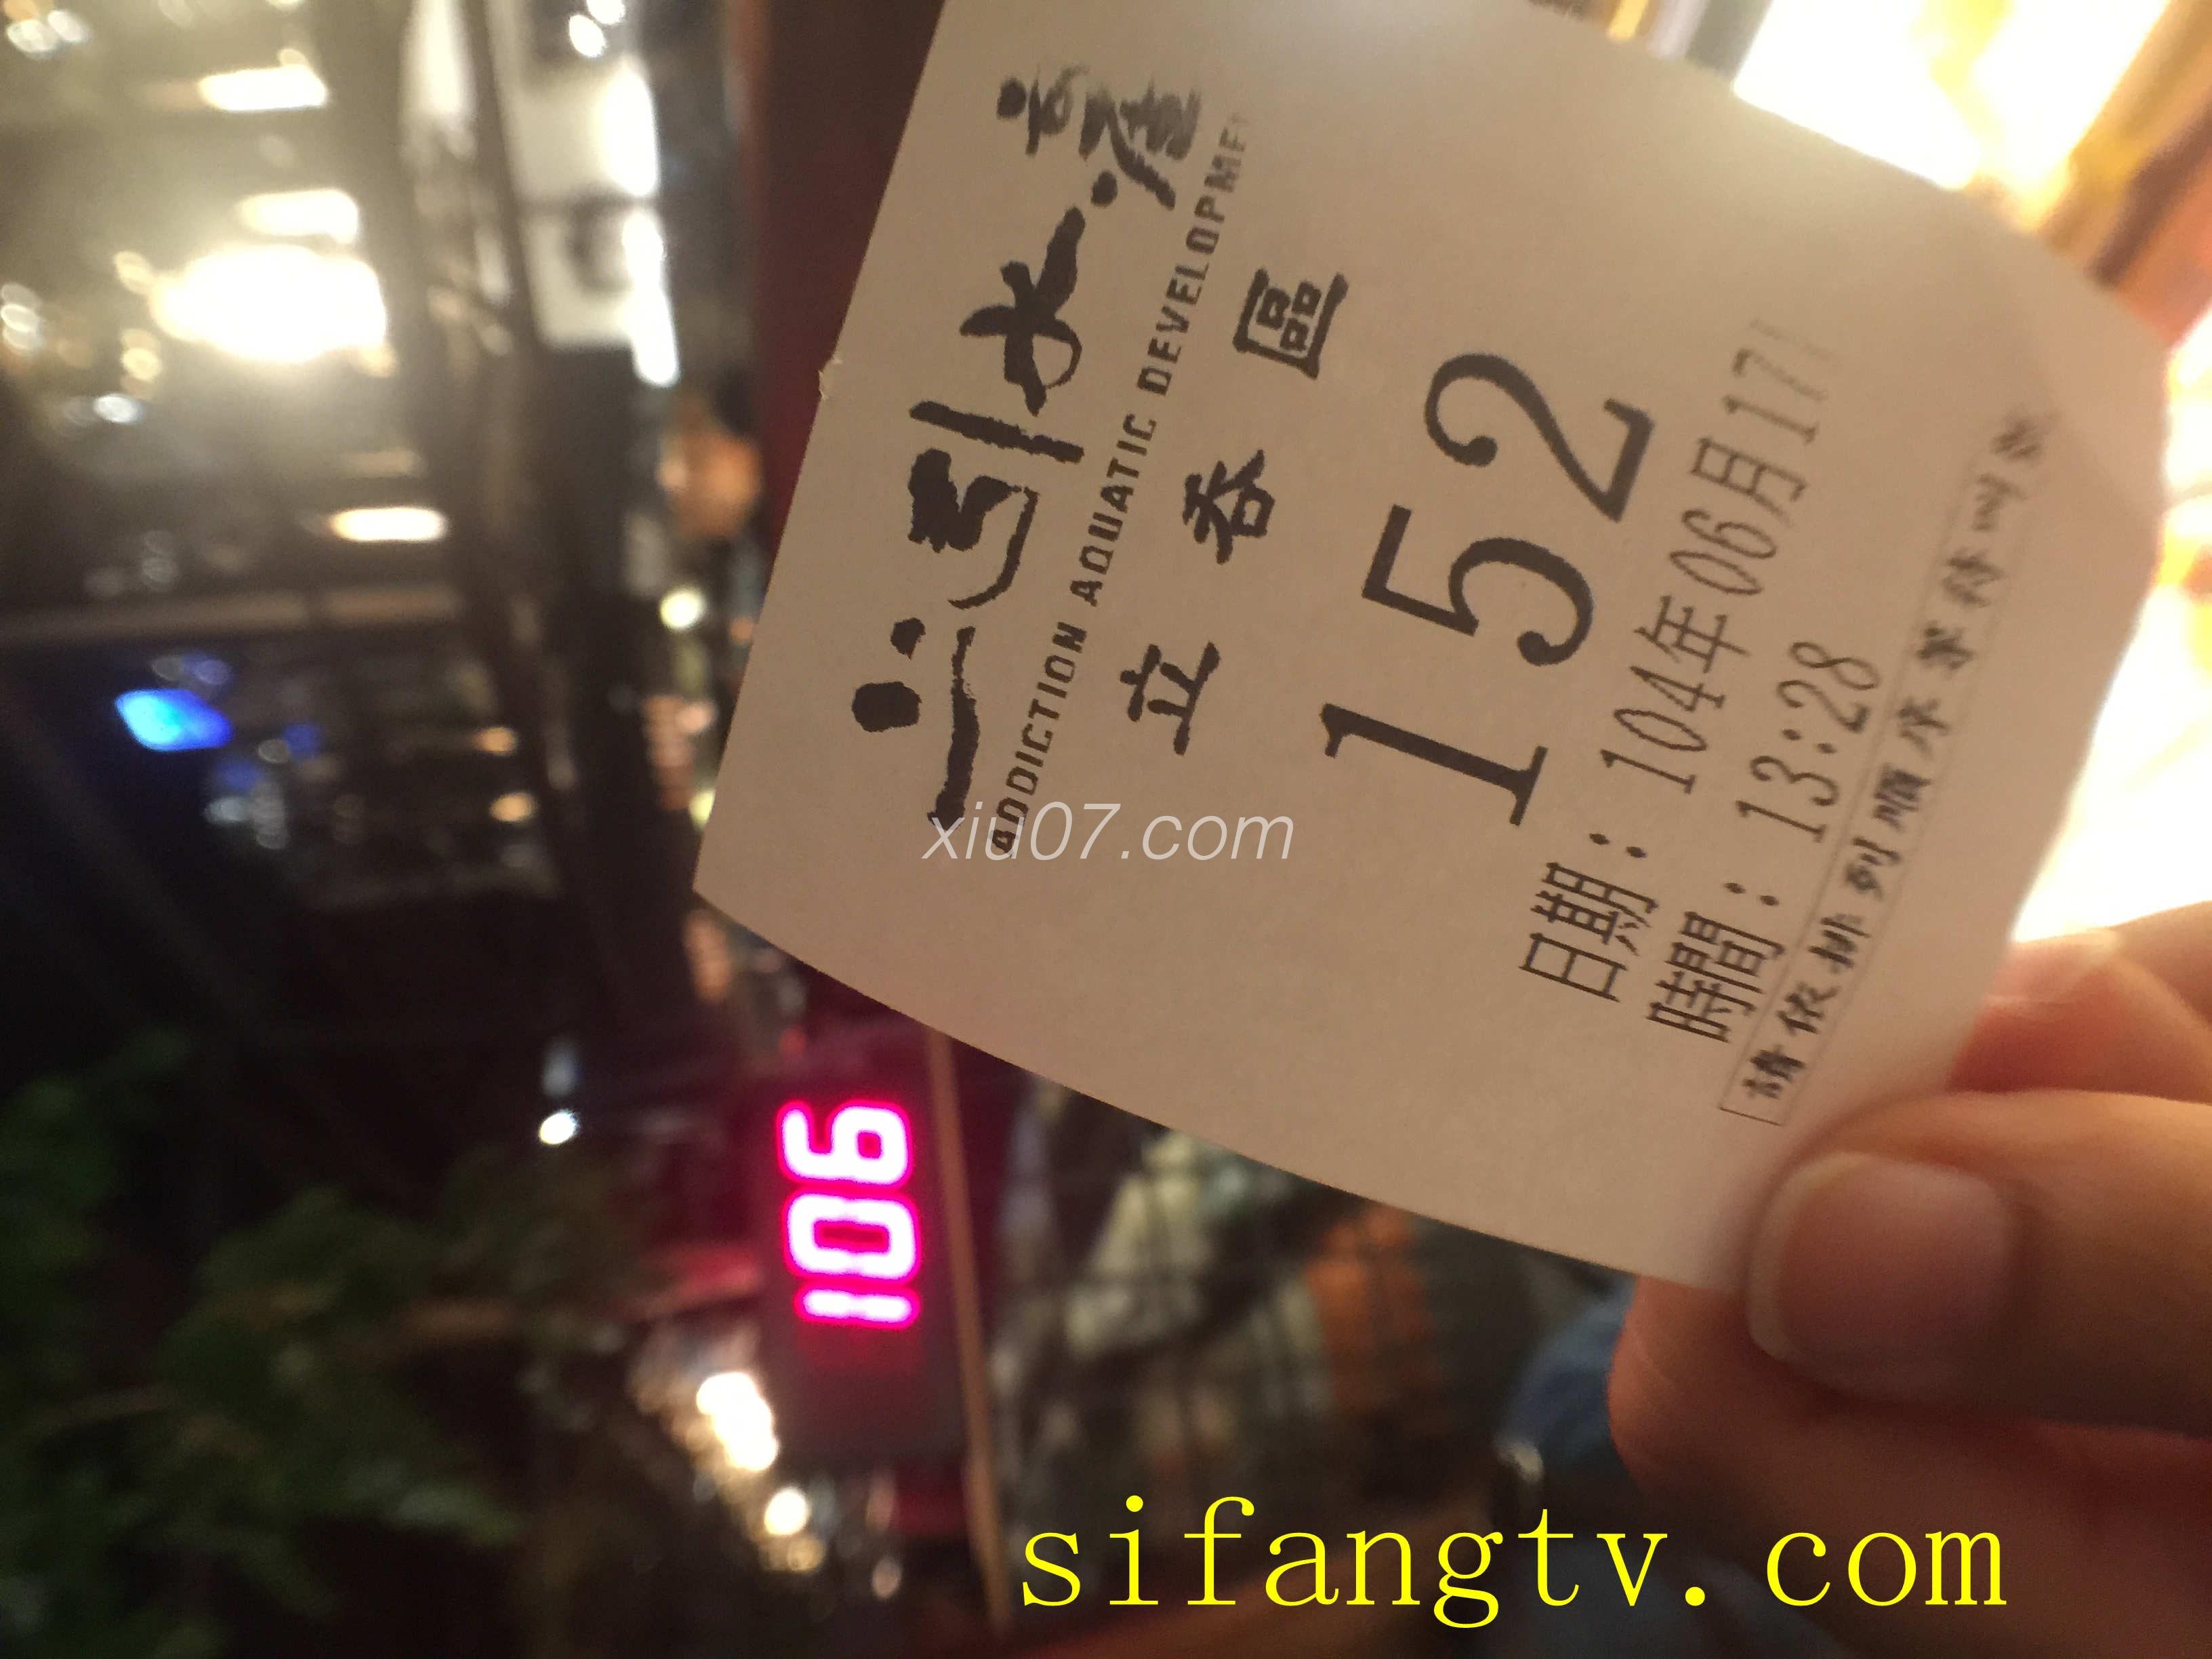 上引水產
ADDICTION AQUATIC DEVELOPME
立吞區
152
日期：104年06月17
時間：13:28
請依排列順序等待叫
106
xiu07.com
sifangtv.com